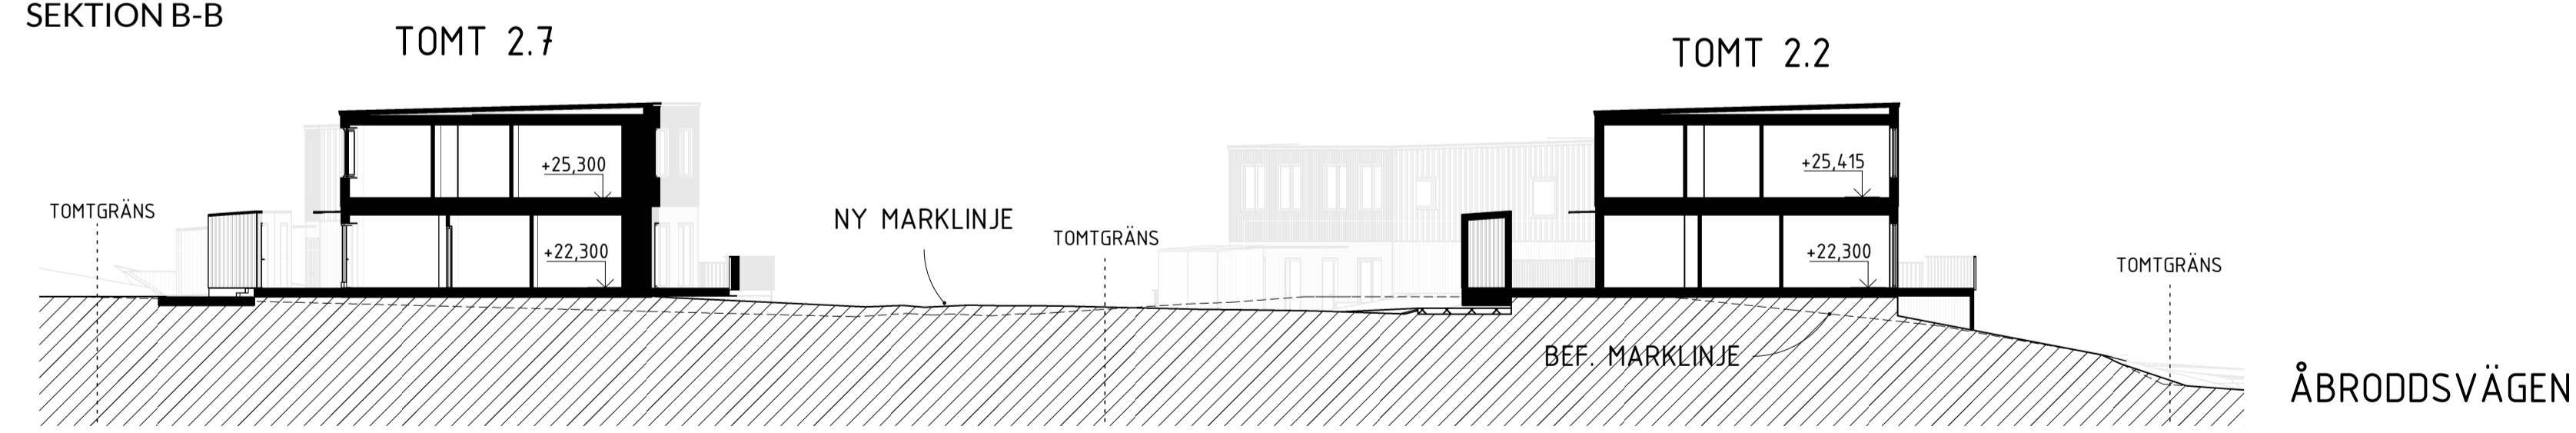 SEKTION B-B
TOMT 2.7
TOMT 2.2
+25,300
+25,415
TOMTGRÄNS
NY MARKLINJE
TOMTGRÄNS
+22,300
+22,300
TOMTGRÄNS
BEF. MARKLINJE
ÅBRODDSVÄGEN